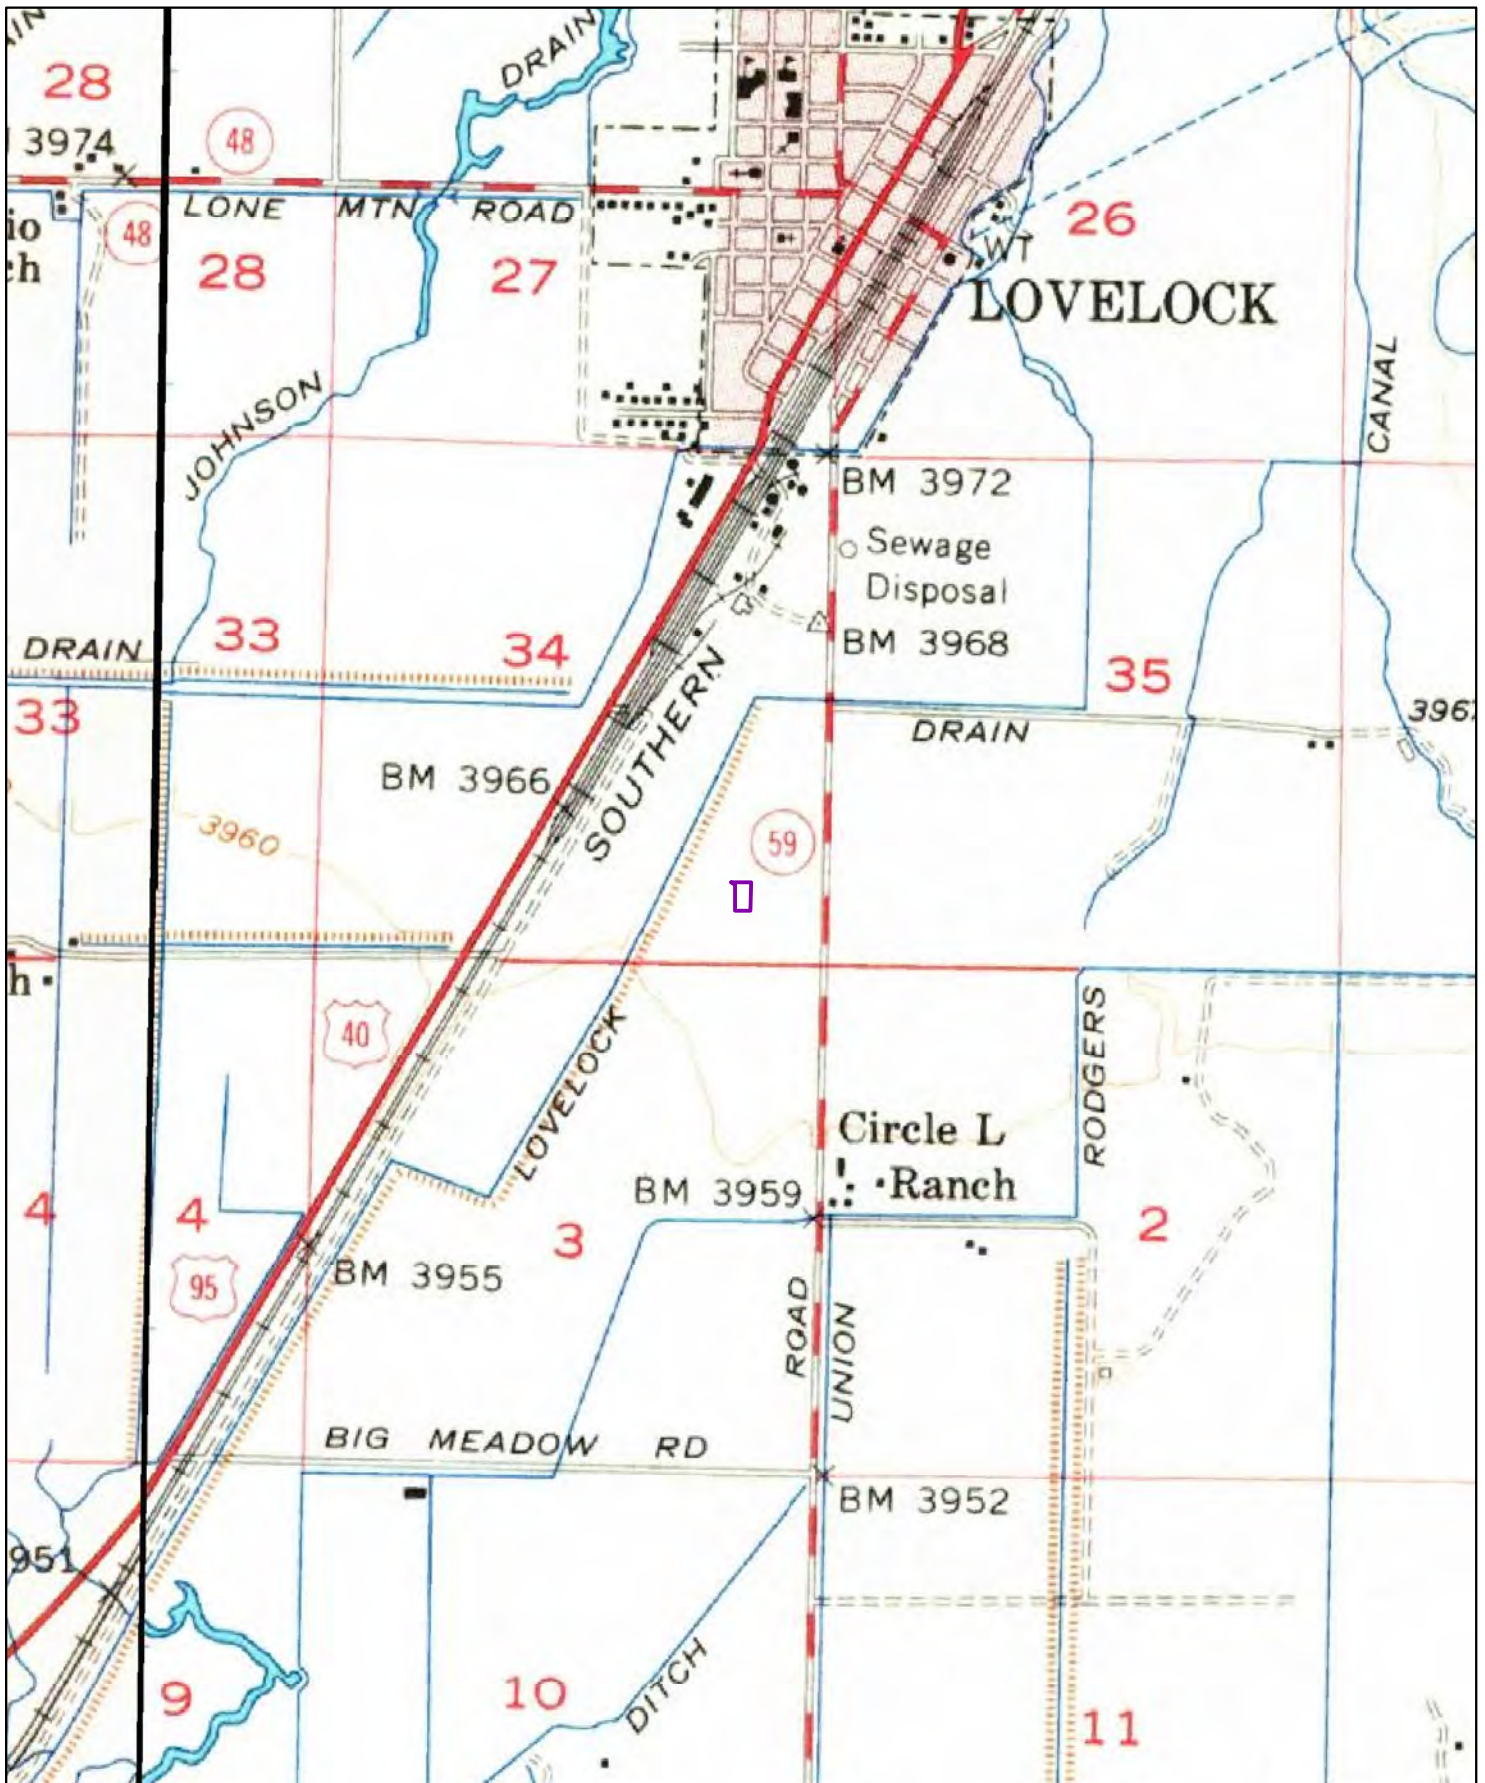 DRAIN
28
3974
48
LONE MTN ROAD
48
28
27
26
WT
LOVELOCK
JOHNSON
CANAL
BM 3972
Sewage
Disposal
BM 3968
DRAIN
33
34
35
33
SOUTHERN
DRAIN
BM 3966
3960
59
40
LOVELOCK
RODGERS
Circle L
Ranch
BM 3959
4
4
3
2
95
BM 3955
ROAD
UNION
BIG MEADOW RD
BM 3952
951
9
10
DITCH
11